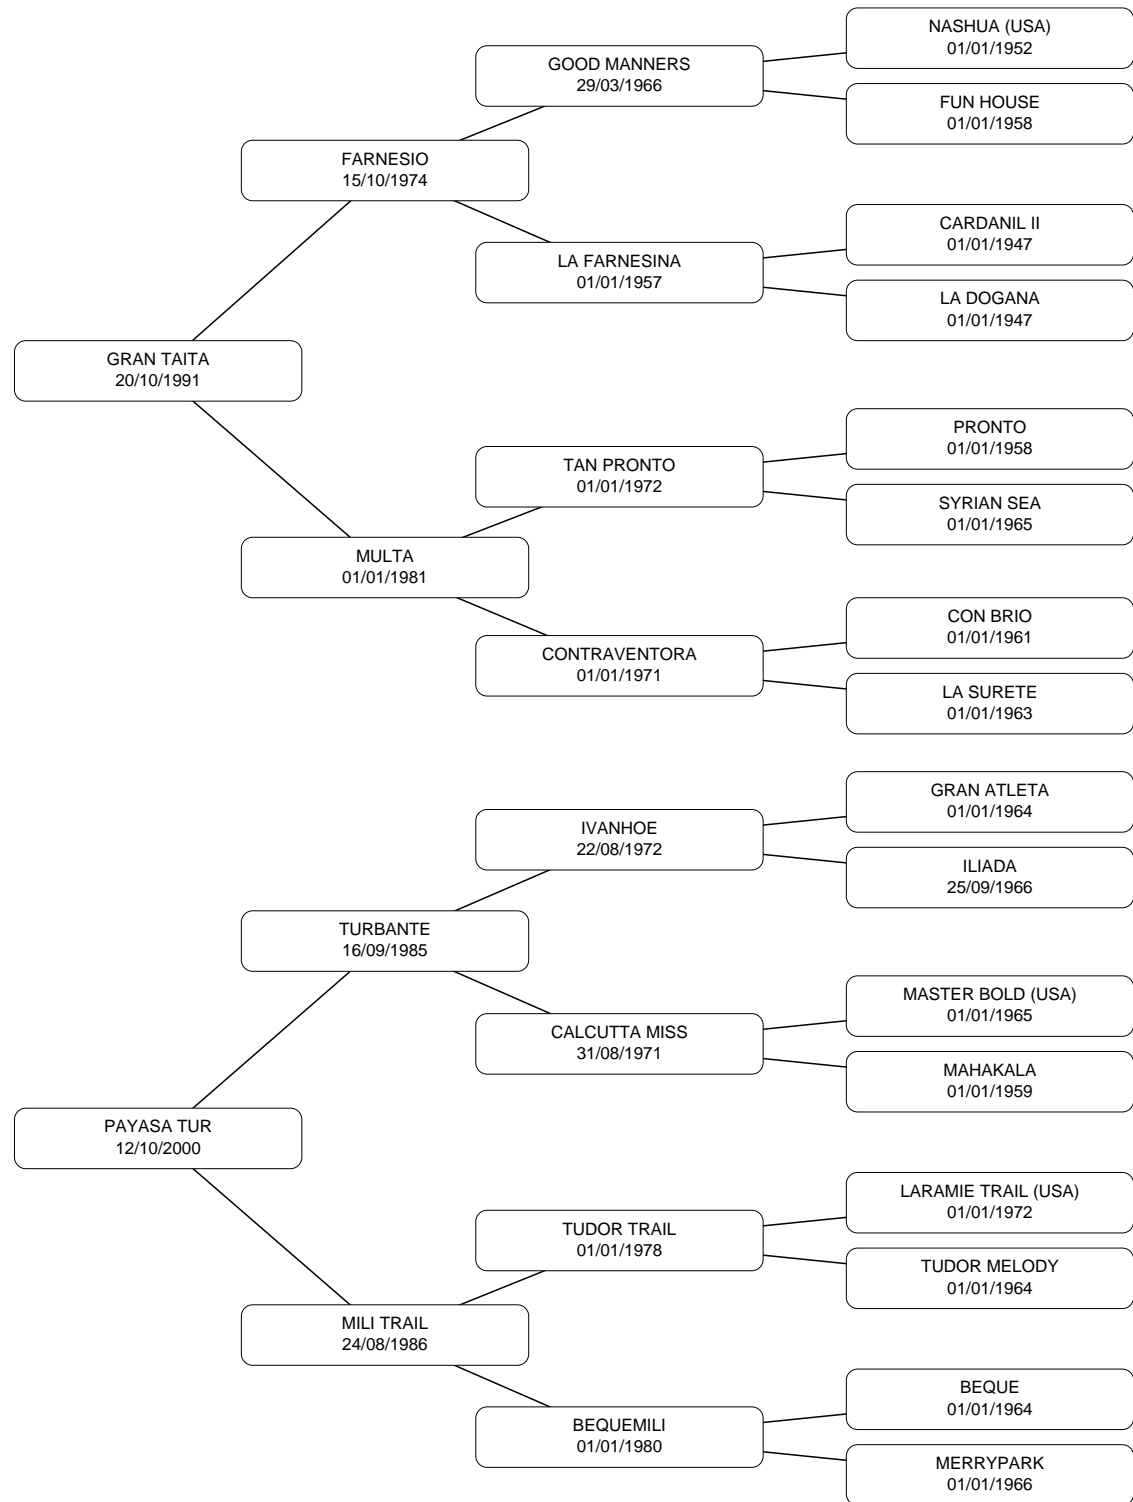 NASHUA (USA)
01/01/1952
GOOD MANNERS
29/03/1966
FUN HOUSE
01/01/1958
FARNESIO
15/10/1974
CARDANIL II
01/01/1947
LA FARNESINA
01/01/1957
LA DOGANA
01/01/1947
GRAN TAITA
20/10/1991
PRONTO
01/01/1958
TAN PRONTO
01/01/1972
SYRIAN SEA
01/01/1965
MULTA
01/01/1981
CON BRIO
01/01/1961
CONTRAVENTORA
01/01/1971
LA SURETE
01/01/1963
GRAN ATLETA
01/01/1964
IVANHOE
22/08/1972
ILIADA
25/09/1966
TURBANTE
16/09/1985
MASTER BOLD (USA)
01/01/1965
CALCUTTA MISS
31/08/1971
MAHAKALA
01/01/1959
PAYASA TUR
12/10/2000
LARAMIE TRAIL (USA)
01/01/1972
TUDOR TRAIL
01/01/1978
TUDOR MELODY
01/01/1964
MILI TRAIL
24/08/1986
BEQUE
01/01/1964
BEQUEMILI
01/01/1980
MERRYPARK
01/01/1966